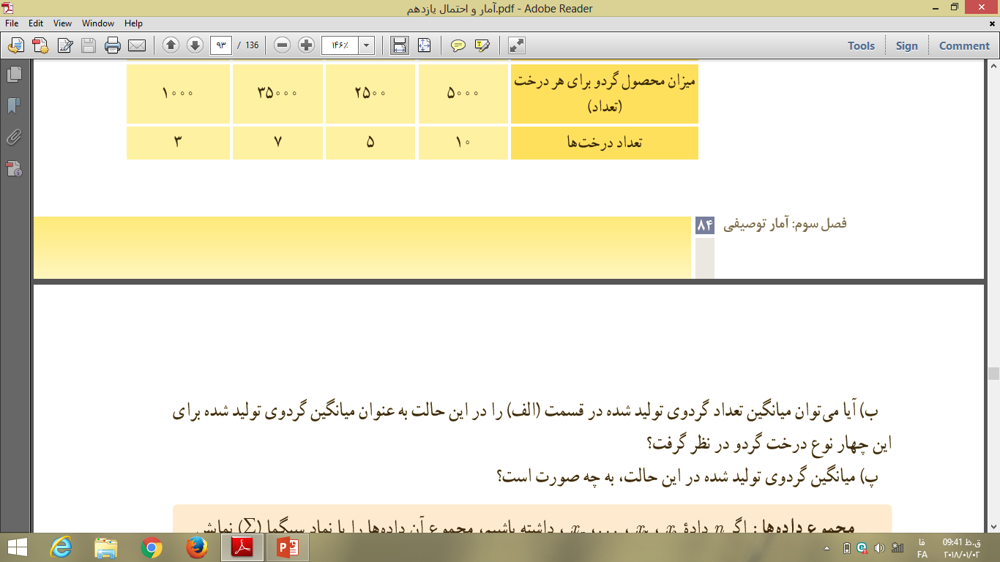 آمار و احتمال یازدهم.pdf - Adobe Reader
File Edit View Window Help
۹۳ / 136
۱۴۶٪
Tools Sign Comment
میزان محصول گردو برای هر درخت (تعداد) ۵۰۰۰ ۲۵۰۰ ۳۵۰۰۰ ۱۰۰۰
تعداد درخت‌ها ۱۰ ۵ ۷ ۳
فصل سوم: آمار توصیفی ۸۴
ب) آیا می‌توان میانگین تعداد گردوی تولید شده در قسمت (الف) را در این حالت به عنوان میانگین گردوی تولید شده برای
این چهار نوع درخت گردو در نظر گرفت؟
پ) میانگین گردوی تولید شده در این حالت، به چه صورت است؟
مجموع داده‌ها : اگر n دادهٔ x₁ ، x₂ ، … ، xₙ ، داشته باشیم، مجموع آن داده‌ها را با نماد سیگما (Σ) نمایش
فا ق.ظ 09:41
FA ۲۰۱۸/۰۱/۰۲